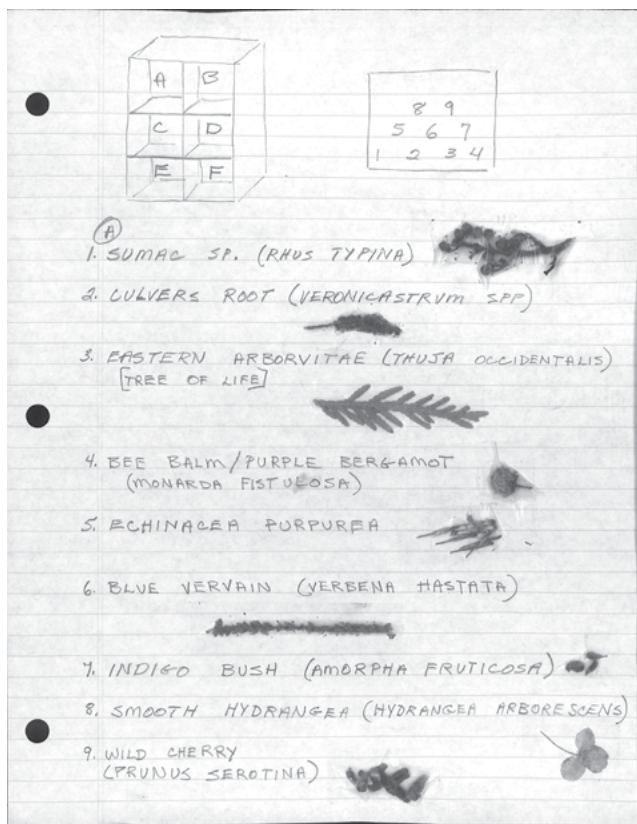 A B
C D
E F
8 9
5 6 7
1 2 3 4
A
1. SUMAC SP. (RHUS TYPINA)
2. CULVERS ROOT (VERONICASTRUM SPP)
3. EASTERN ARBORVITAE (THUJA OCCIDENTALIS)
[TREE OF LIFE]
4. BEE BALM/PURPLE BERGAMOT
(MONARDA FISTULOSA)
5. ECHINACEA PURPUREA
6. BLUE VERVAIN (VERBENA HASTATA)
7. INDIGO BUSH (AMORPHA FRUTICOSA)
8. SMOOTH HYDRANGEA (HYDRANGEA ARBORESCENS)
9. WILD CHERRY
(PRUNUS SEROTINA)